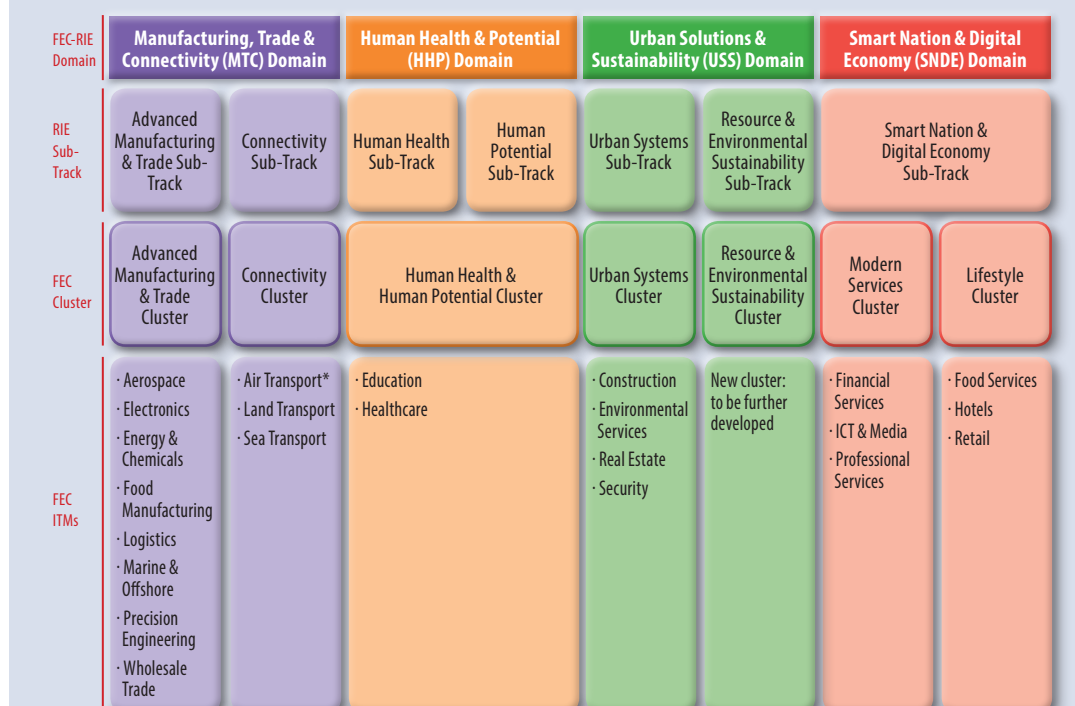 FEC-RIE
Domain
Manufacturing, Trade &
Connectivity (MTC) Domain
Human Health & Potential
(HHP) Domain
Urban Solutions &
Sustainability (USS) Domain
Smart Nation & Digital
Economy (SNDE) Domain
RIE
Sub-
Track
Advanced
Manufacturing
& Trade Sub-
Track
Connectivity
Sub-Track
Human Health
Sub-Track
Human
Potential
Sub-Track
Urban Systems
Sub-Track
Resource &
Environmental
Sustainability
Sub-Track
Smart Nation &
Digital Economy
Sub-Track
FEC
Cluster
Advanced
Manufacturing
& Trade
Cluster
Connectivity
Cluster
Human Health &
Human Potential Cluster
Urban Systems
Cluster
Resource &
Environmental
Sustainability
Cluster
Modern
Services
Cluster
Lifestyle
Cluster
FEC
ITMs
· Aerospace
· Electronics
· Energy &
Chemicals
· Food
Manufacturing
· Logistics
· Marine &
Offshore
· Precision
Engineering
· Wholesale
Trade
· Air Transport*
· Land Transport
· Sea Transport
· Education
· Healthcare
· Construction
· Environmental
Services
· Real Estate
· Security
New cluster:
to be further
developed
· Financial
Services
· ICT & Media
· Professional
Services
· Food Services
· Hotels
· Retail